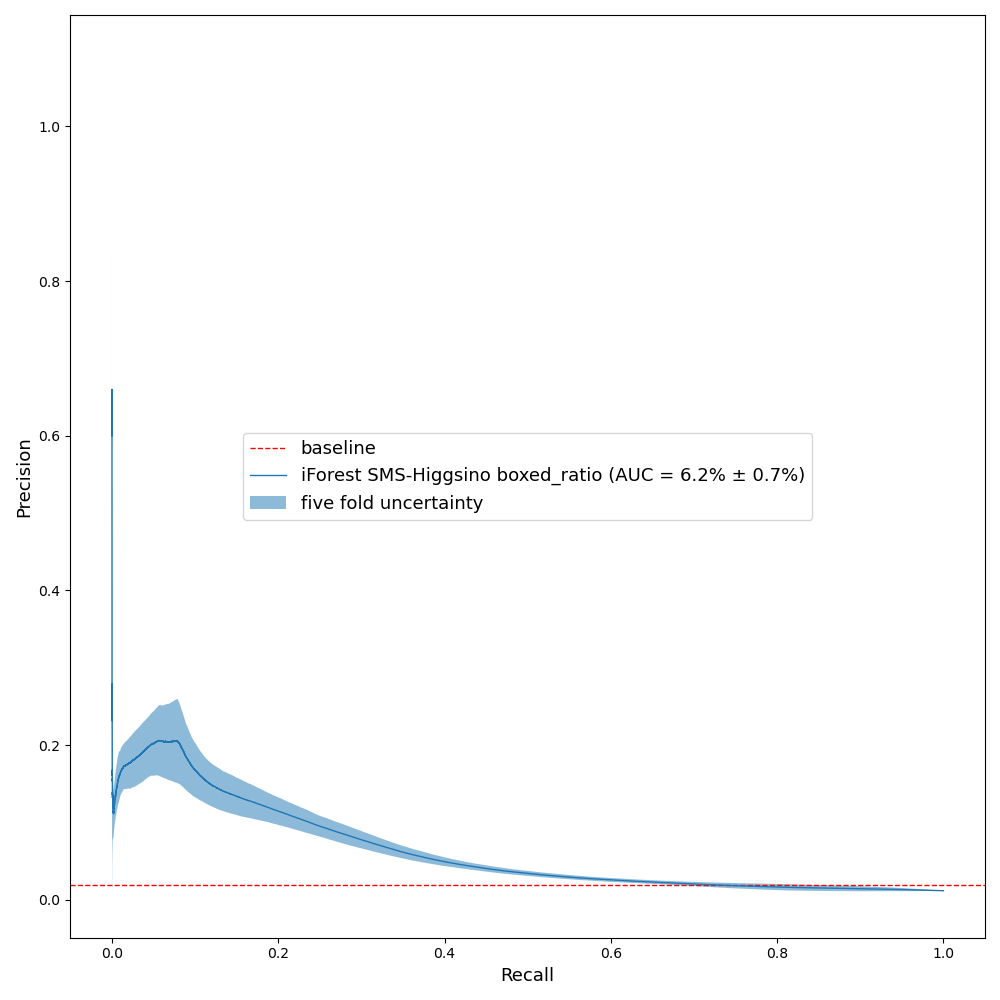 1.0
0.8
0.6
0.4
0.2
0.0
Precision
baseline
iForest SMS-Higgsino boxed_ratio (AUC = 6.2% ± 0.7%)
five fold uncertainty
0.0 0.2 0.4 0.6 0.8 1.0
Recall